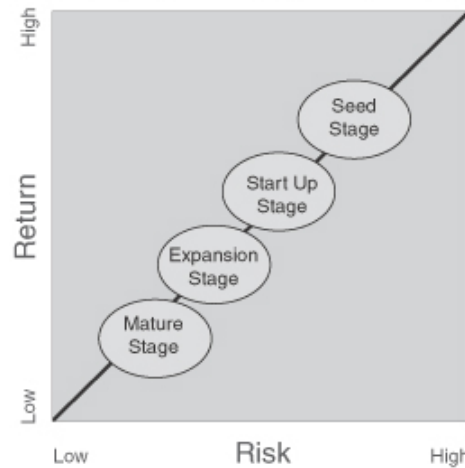 High
Seed
Stage
Start Up
Stage
Return
Expansion
Stage
Mature
Stage
Low
Low
Risk
High